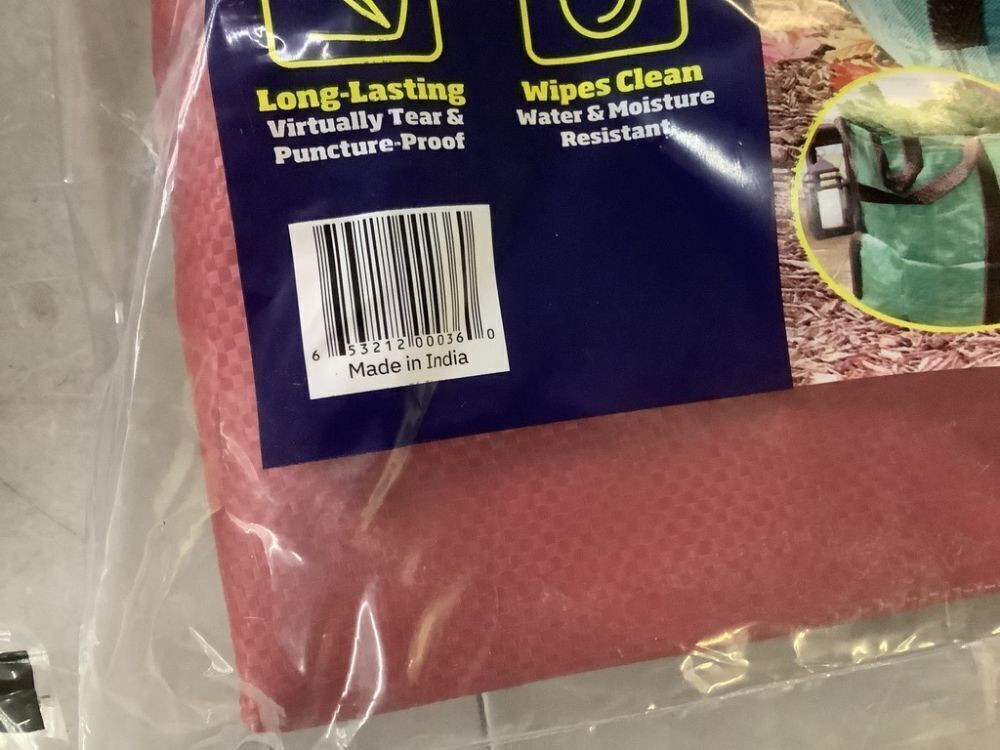 Long-Lasting
Virtually Tear &
Puncture-Proof
Wipes Clean
Water & Moisture
Resistant
6 53212 00036 0
Made in India